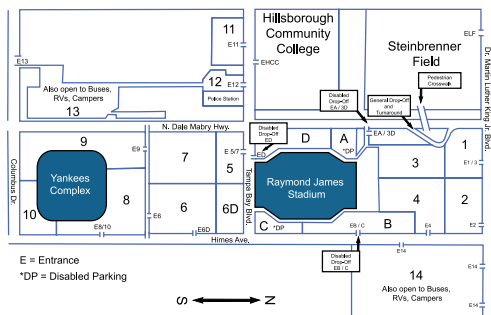 Hillsborough
Community
College
Steinbrenner
Field
11
E11
ELF
E13
EHCC
12
E12
Police Station
Also open to Buses,
RVs, Campers
13
Disabled
Drop-Off
EA / 3D
General Drop-Off
and
Turnaround
Pedestrian
Crosswalk
Dr. Martin Luther King Jr. Blvd.
N. Dale Mabry Hwy.
Disabled
Drop-Off
ED
EA / 3D
9
E9
7
E 5/7
5
ED
D
A
*DP
3
1
E1 / 3
Columbus Dr.
Yankees
Complex
Tampa Bay Blvd.
Raymond James
Stadium
10
8
E8/10
E6
6
E6D
6D
C
*DP
E8 / C
B
4
E4
2
E2
Himes Ave.
E14
Disabled
Drop-Off
EB / C
E = Entrance
*DP = Disabled Parking
S
N
14
Also open to Buses,
RVs, Campers
E14
E14